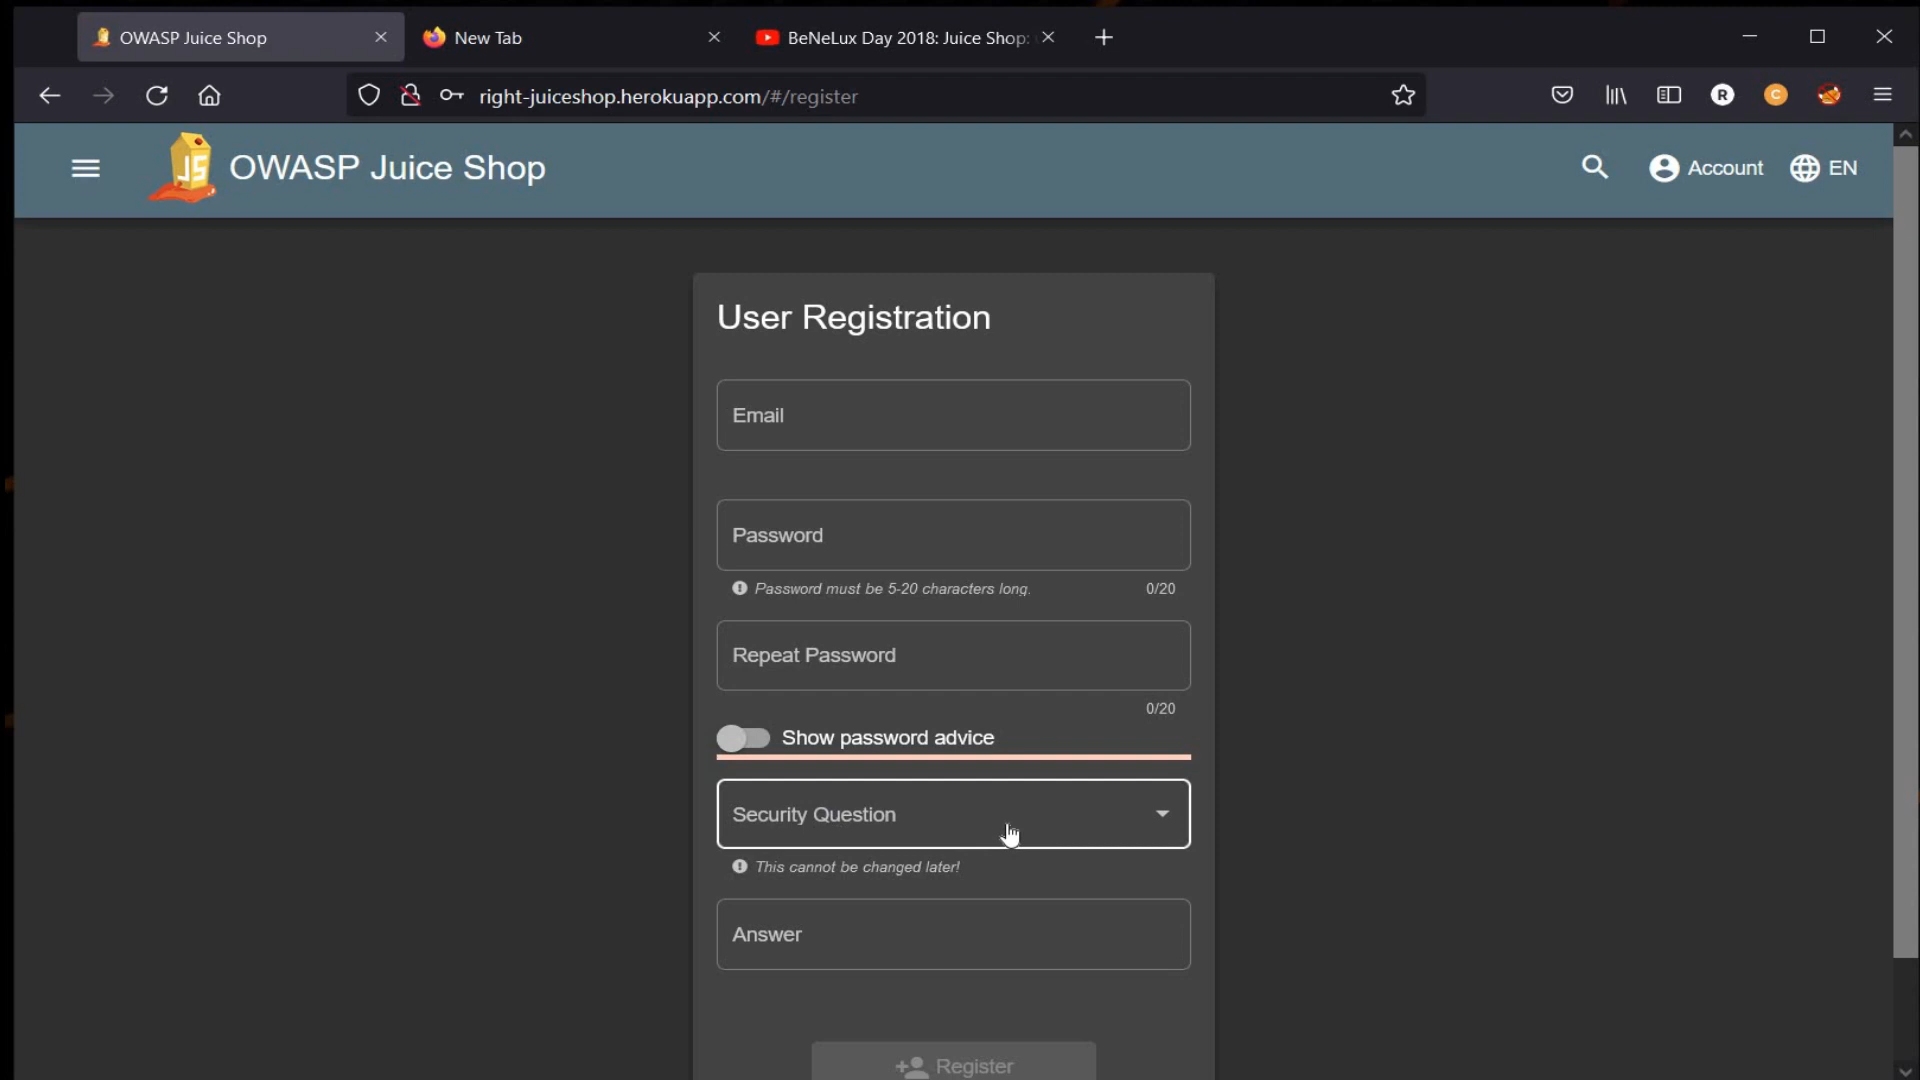 OWASP Juice Shop
New Tab
BeNeLux Day 2018: Juice Shop:
right-juiceshop.herokuapp.com/#/register
R
C
JS
OWASP Juice Shop
Account
EN
User Registration
Email
Password
Password must be 5-20 characters long.
0/20
Repeat Password
0/20
Show password advice
Security Question
This cannot be changed later!
Answer
Register